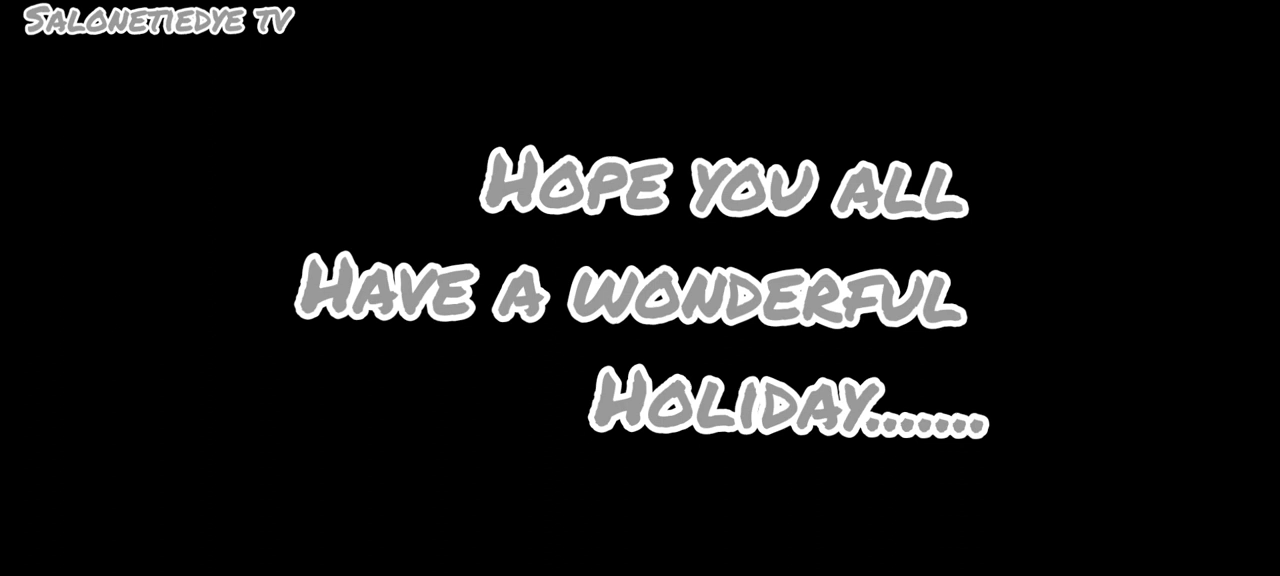 Salonetiedye tv
Hope you all
Have a wonderful
Holiday.......